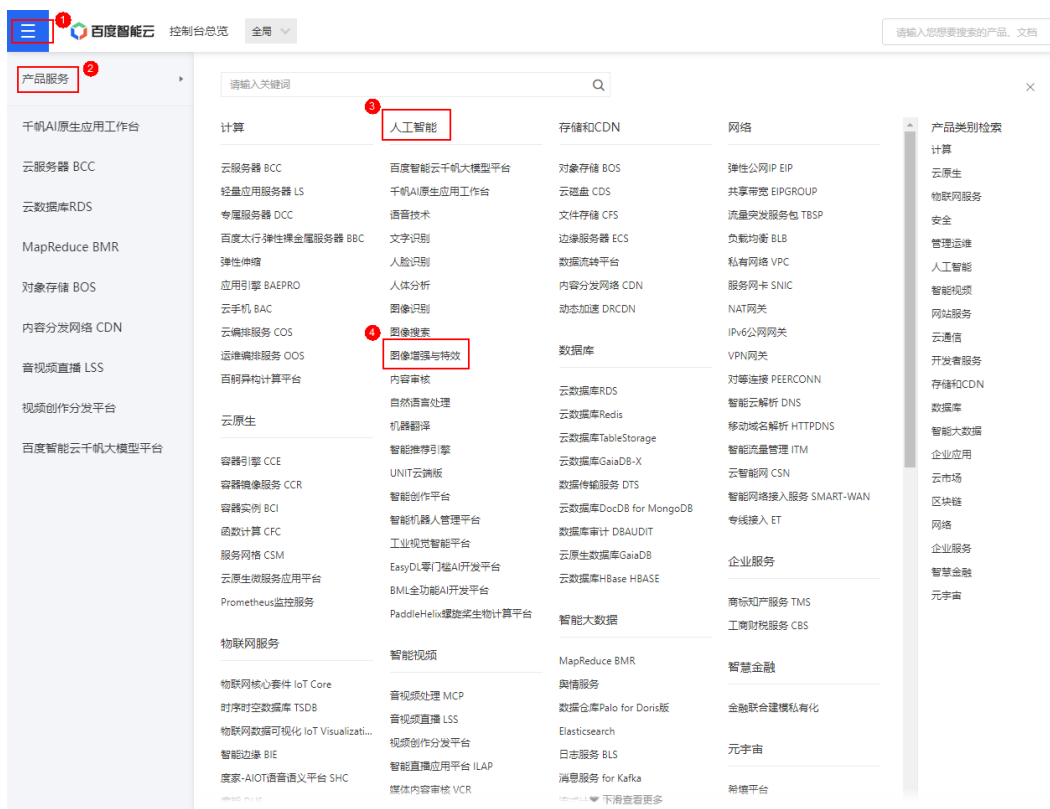 1
百度智能云
控制台总览
全局
请输入您想要搜索的产品、文档
产品服务
2
千帆AI原生应用工作台
云服务器 BCC
云数据库RDS
MapReduce BMR
对象存储 BOS
内容分发网络 CDN
音视频直播 LSS
视频创作分发平台
百度智能云千帆大模型平台
请输入关键词
计算
云服务器 BCC
轻量应用服务器 LS
专属服务器 DCC
百度太行·弹性裸金属服务器 BBC
弹性伸缩
应用引擎 BAEPRO
云手机 BAC
云编排服务 COS
运维编排服务 OOS
百舸异构计算平台
云原生
容器引擎 CCE
容器镜像服务 CCR
容器实例 BCI
函数计算 CFC
服务网格 CSM
云原生微服务应用平台
Prometheus监控服务
物联网服务
物联网核心套件 IoT Core
时序时空数据库 TSDB
物联网数据可视化 IoT Visualizati...
智能边缘 BIE
度家-AIOT语音语义平台 SHC
3
人工智能
百度智能云千帆大模型平台
千帆AI原生应用工作台
语音技术
文字识别
人脸识别
人体分析
图像识别
图像搜索
4
图像增强与特效
内容审核
自然语言处理
机器翻译
智能推荐引擎
UNIT云端版
智能创作平台
智能机器人管理平台
工业视觉智能平台
EasyDL零门槛AI开发平台
BML全功能AI开发平台
PaddleHelix螺旋桨生物计算平台
智能视频
音视频处理 MCP
音视频直播 LSS
视频创作分发平台
智能直播应用平台 ILAP
媒体内容审核 VCR
存储和CDN
对象存储 BOS
云磁盘 CDS
文件存储 CFS
边缘服务器 ECS
数据流转平台
内容分发网络 CDN
动态加速 DRCDN
数据库
云数据库RDS
云数据库Redis
云数据库TableStorage
云数据库GaiaDB-X
数据传输服务 DTS
云数据库DocDB for MongoDB
数据库审计 DBAUDIT
云原生数据库GaiaDB
云数据库HBase HBASE
智能大数据
MapReduce BMR
舆情服务
数据仓库Palo for Doris版
Elasticsearch
日志服务 BLS
消息服务 for Kafka
下滑查看更多
网络
弹性公网IP EIP
共享带宽 EIPGROUP
流量突发服务包 TBSP
负载均衡 BLB
私有网络 VPC
服务网卡 SNIC
NAT网关
IPv6公网网关
VPN网关
对等连接 PEERCONN
智能云解析 DNS
移动域名解析 HTTPDNS
智能流量管理 ITM
云智能网 CSN
智能网络接入服务 SMART-WAN
专线接入 ET
企业服务
商标知产服务 TMS
工商财税服务 CBS
智慧金融
金融联合建模私有化
元宇宙
希壤平台
产品类别检索
计算
云原生
物联网服务
安全
管理运维
人工智能
智能视频
网站服务
云通信
开发者服务
存储和CDN
数据库
智能大数据
企业应用
云市场
区块链
网络
企业服务
智慧金融
元宇宙